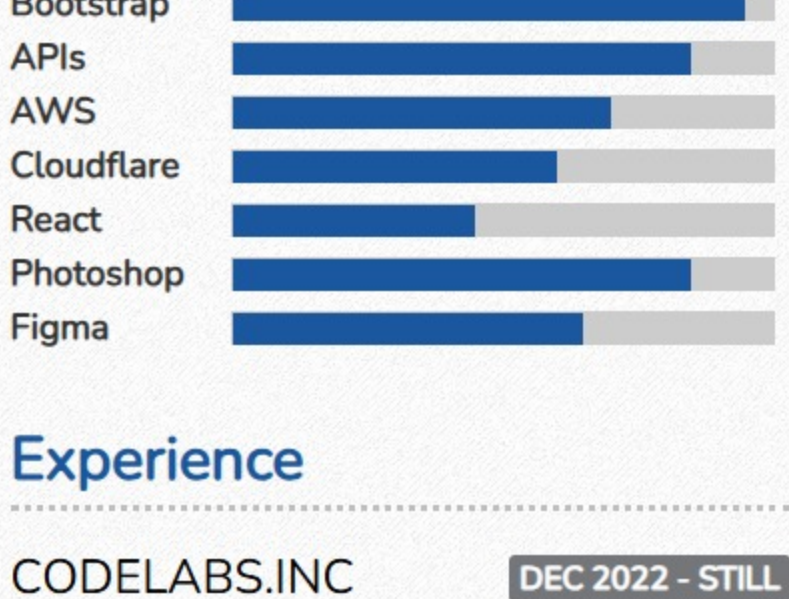 Bootstrap
APIs
AWS
Cloudflare
React
Photoshop
Figma
Experience
CODELABS.INC DEC 2022 - STILL